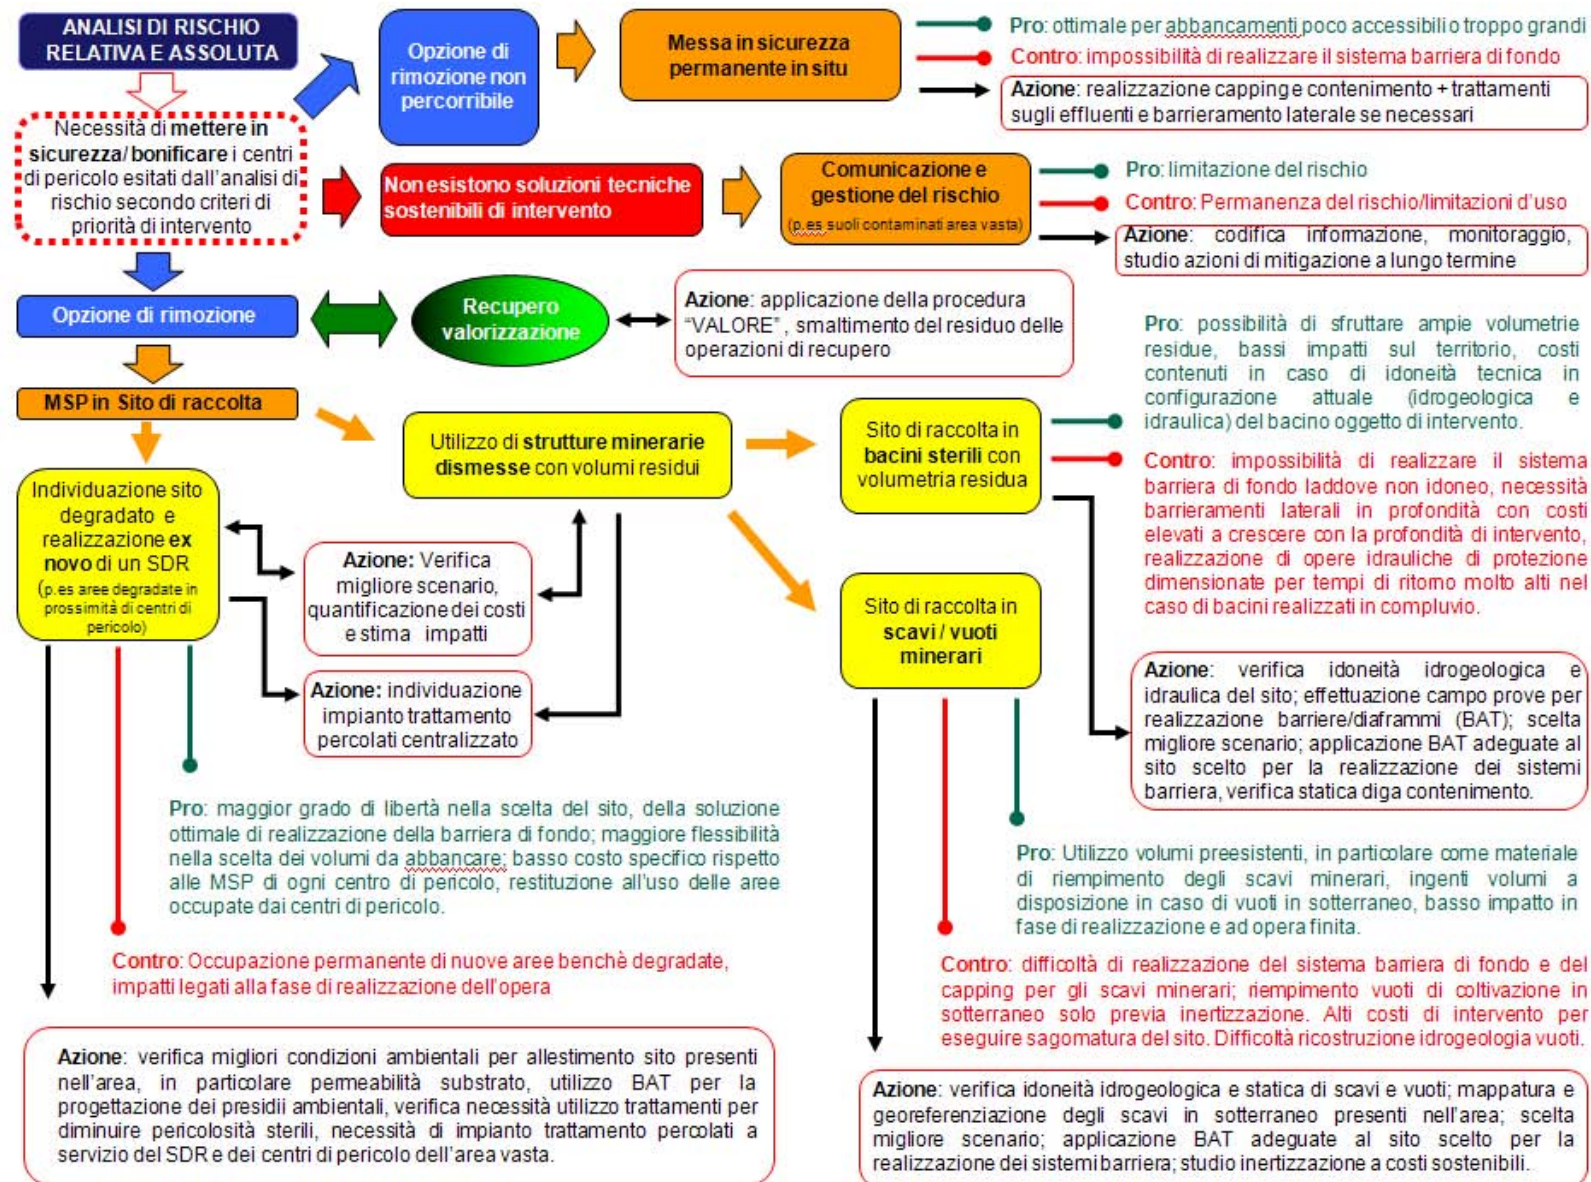 ANALISI DI RISCHIO
RELATIVA E ASSOLUTA
Necessità di mettere in
sicurezza/ bonificare i centri
di pericolo esitati dall'analisi di
rischio secondo criteri di
priorità di intervento
Opzione di
rimozione non
percorribile
Messa in sicurezza
permanente in situ
Pro: ottimale per abbancamenti poco accessibili o troppo grandi
Contro: impossibilità di realizzare il sistema barriera di fondo
Azione: realizzazione capping e contenimento + trattamenti
sugli effluenti e barrieramento laterale se necessari
Non esistono soluzioni tecniche
sostenibili di intervento
Comunicazione e
gestione del rischio
(p.es suoli contaminati area vasta)
Pro: limitazione del rischio
Contro: Permanenza del rischio/limitazioni d'uso
Azione: codifica informazione, monitoraggio,
studio azioni di mitigazione a lungo termine
Opzione di rimozione
Recupero
valorizzazione
Azione: applicazione della procedura
"VALORE" , smaltimento del residuo delle
operazioni di recupero
MSP in Sito di raccolta
Utilizzo di strutture minerarie
dismesse con volumi residui
Sito di raccolta in
bacini sterili con
volumetria residua
Pro: possibilità di sfruttare ampie volumetrie
residue, bassi impatti sul territorio, costi
contenuti in caso di idoneità tecnica in
configurazione attuale (idrogeologica e
idraulica) del bacino oggetto di intervento.
Contro: impossibilità di realizzare il sistema
barriera di fondo laddove non idoneo, necessità
barrieramenti laterali in profondità con costi
elevati a crescere con la profondità di intervento,
realizzazione di opere idrauliche di protezione
dimensionate per tempi di ritorno molto alti nel
caso di bacini realizzati in compluvio.
Azione: verifica idoneità idrogeologica e
idraulica del sito; effettuazione campo prove per
realizzazione barriere/diaframmi (BAT); scelta
migliore scenario; applicazione BAT adeguate al
sito scelto per la realizzazione dei sistemi
barriera, verifica statica diga contenimento.
Individuazione sito
degradato e
realizzazione ex
novo di un SDR
(p.es aree degradate in
prossimità di centri di
pericolo)
Azione: Verifica
migliore scenario,
quantificazione dei costi
e stima impatti
Azione: individuazione
impianto trattamento
percolati centralizzato
Sito di raccolta in
scavi / vuoti
minerari
Pro: maggior grado di libertà nella scelta del sito, della soluzione
ottimale di realizzazione della barriera di fondo; maggiore flessibilità
nella scelta dei volumi da abbancare; basso costo specifico rispetto
alle MSP di ogni centro di pericolo, restituzione all'uso delle aree
occupate dai centri di pericolo.
Contro: Occupazione permanente di nuove aree benchè degradate,
impatti legati alla fase di realizzazione dell'opera
Azione: verifica migliori condizioni ambientali per allestimento sito presenti
nell'area, in particolare permeabilità substrato, utilizzo BAT per la
progettazione dei presidii ambientali, verifica necessità utilizzo trattamenti per
diminuire pericolosità sterili, necessità di impianto trattamento percolati a
servizio del SDR e dei centri di pericolo dell'area vasta.
Pro: Utilizzo volumi preesistenti, in particolare come materiale
di riempimento degli scavi minerari, ingenti volumi a
disposizione in caso di vuoti in sotterraneo, basso impatto in
fase di realizzazione e ad opera finita.
Contro: difficoltà di realizzazione del sistema barriera di fondo e del
capping per gli scavi minerari; riempimento vuoti di coltivazione in
sotterraneo solo previa inertizzazione. Alti costi di intervento per
eseguire sagomatura del sito. Difficoltà ricostruzione idrogeologia vuoti.
Azione: verifica idoneità idrogeologica e statica di scavi e vuoti; mappatura e
georeferenziazione degli scavi in sotterraneo presenti nell'area; scelta
migliore scenario; applicazione BAT adeguate al sito scelto per la
realizzazione dei sistemi barriera; studio inertizzazione a costi sostenibili.